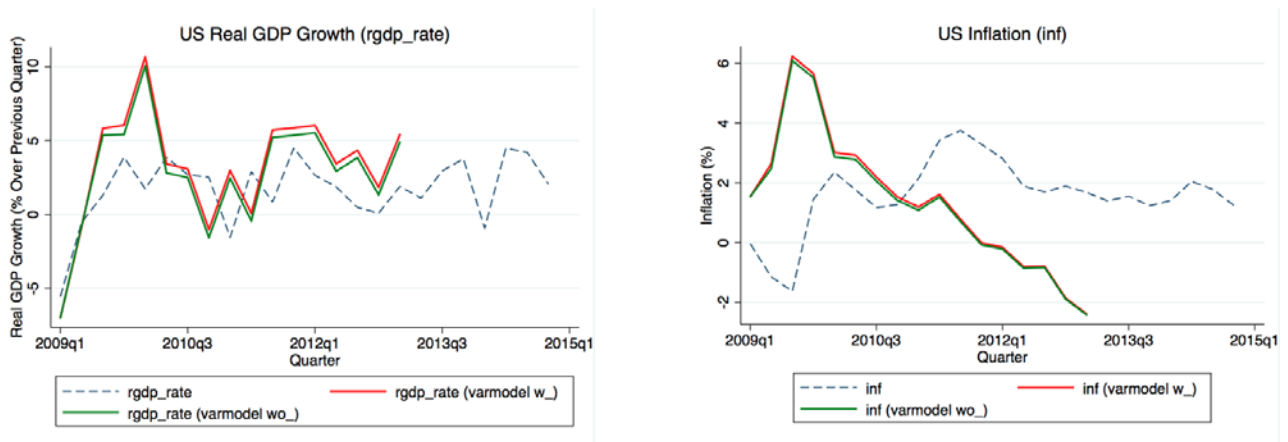 US Real GDP Growth (rgdp_rate)
Real GDP Growth (% Over Previous Quarter)
10
5
0
-5
2009q1 2010q3 2012q1 2013q3 2015q1
Quarter
rgdp_rate rgdp_rate (varmodel w_)
rgdp_rate (varmodel wo_)
US Inflation (inf)
Inflation (%)
6
4
2
0
-2
2009q1 2010q3 2012q1 2013q3 2015q1
Quarter
inf inf (varmodel w_)
inf (varmodel wo_)